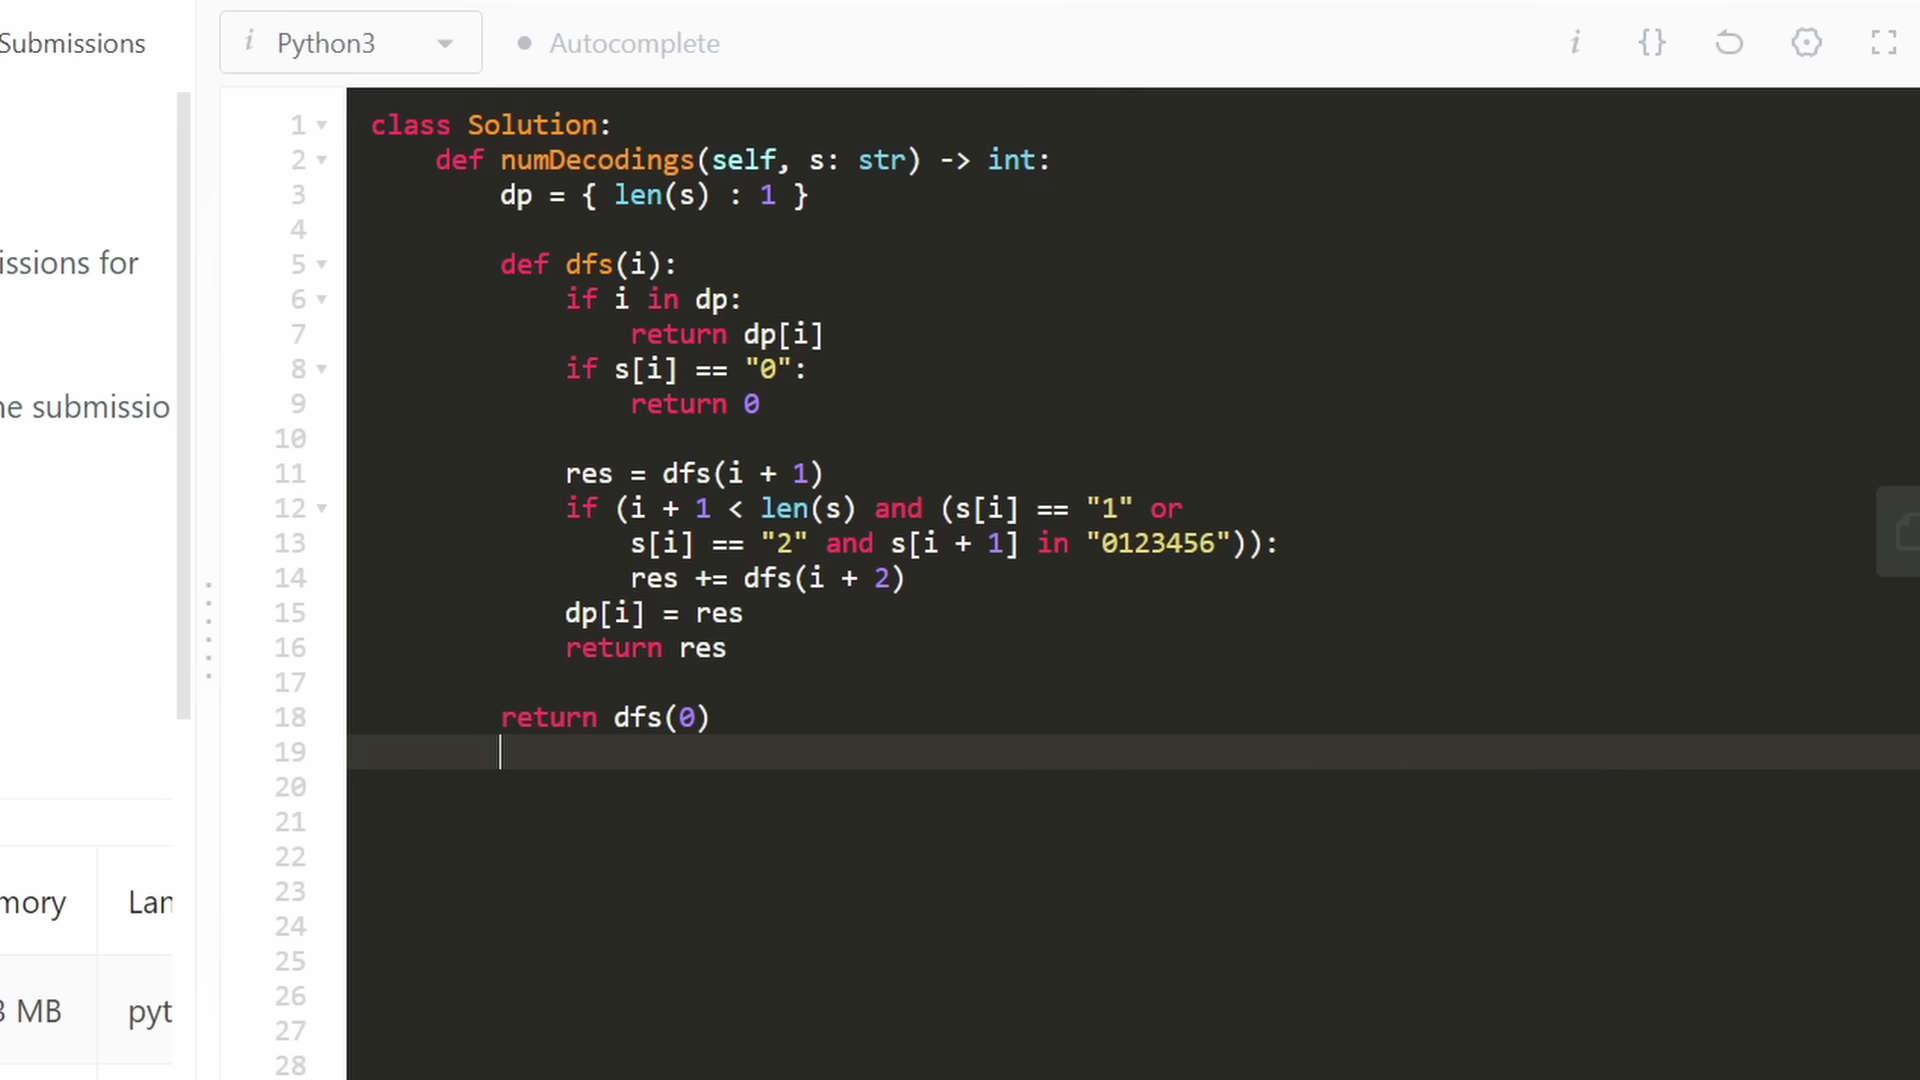 Submissions
i Python3
Autocomplete
i {}
issions for
he submissio
mory
Lan
3 MB
pyt
1 class Solution:
2     def numDecodings(self, s: str) -> int:
3         dp = { len(s) : 1 }
4
5         def dfs(i):
6             if i in dp:
7                 return dp[i]
8             if s[i] == "0":
9                 return 0
10
11             res = dfs(i + 1)
12             if (i + 1 < len(s) and (s[i] == "1" or
13                 s[i] == "2" and s[i + 1] in "0123456")):
14                 res += dfs(i + 2)
15             dp[i] = res
16             return res
17
18         return dfs(0)
19
20
21
22
23
24
25
26
27
28